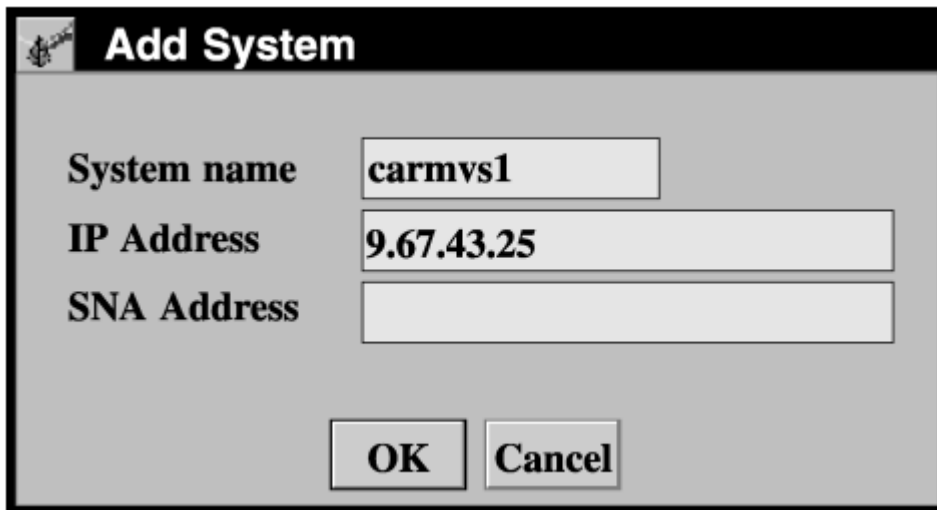 Add System
System name carmvs1
IP Address 9.67.43.25
SNA Address
OK Cancel